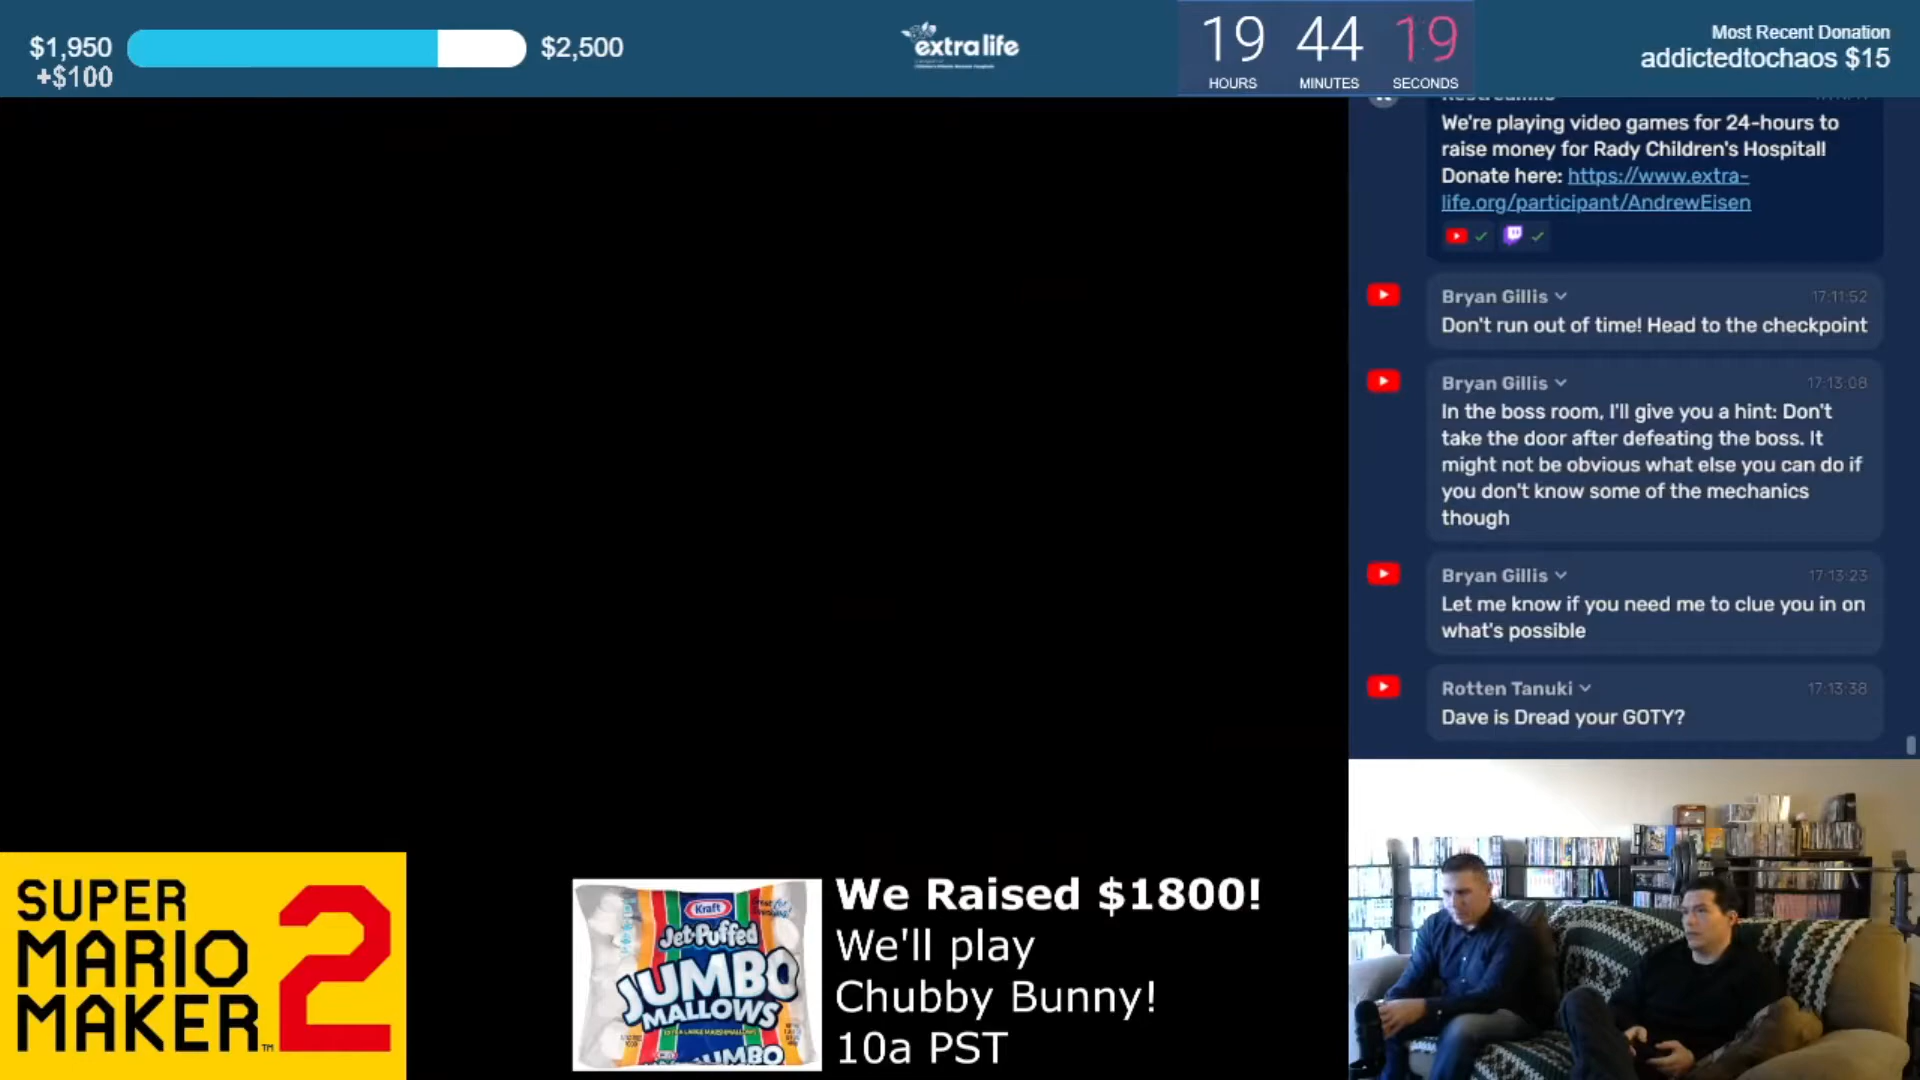 $1,950
+$100
$2,500
extralife
19 44 19
HOURS MINUTES SECONDS
Most Recent Donation
addictedtochaos $15
We're playing video games for 24-hours to
raise money for Rady Children's Hospital!
Donate here: https://www.extra-
life.org/participant/AndrewEisen
Bryan Gillis 17:11:52
Don't run out of time! Head to the checkpoint
Bryan Gillis 17:13:08
In the boss room, I'll give you a hint: Don't
take the door after defeating the boss. It
might not be obvious what else you can do if
you don't know some of the mechanics
though
Bryan Gillis 17:13:23
Let me know if you need me to clue you in on
what's possible
Rotten Tanuki 17:13:38
Dave is Dread your GOTY?
SUPER
MARIO
MAKER 2
TM
Kraft
Jet-Puffed
JUMBO
MALLOWS
JUMBO
We Raised $1800!
We'll play
Chubby Bunny!
10a PST